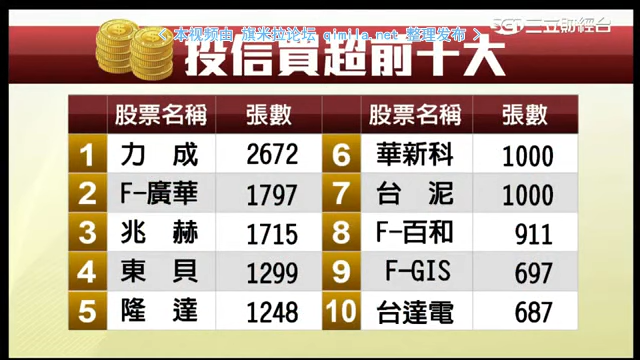 < 本视频由 旗米拉论坛 qimila.net 整理发布 >
三立財經台
投信買超前十大
股票名稱 張數 股票名稱 張數
1 力成 2672 6 華新科 1000
2 F-廣華 1797 7 台泥 1000
3 兆赫 1715 8 F-百和 911
4 東貝 1299 9 F-GIS 697
5 隆達 1248 10 台達電 687